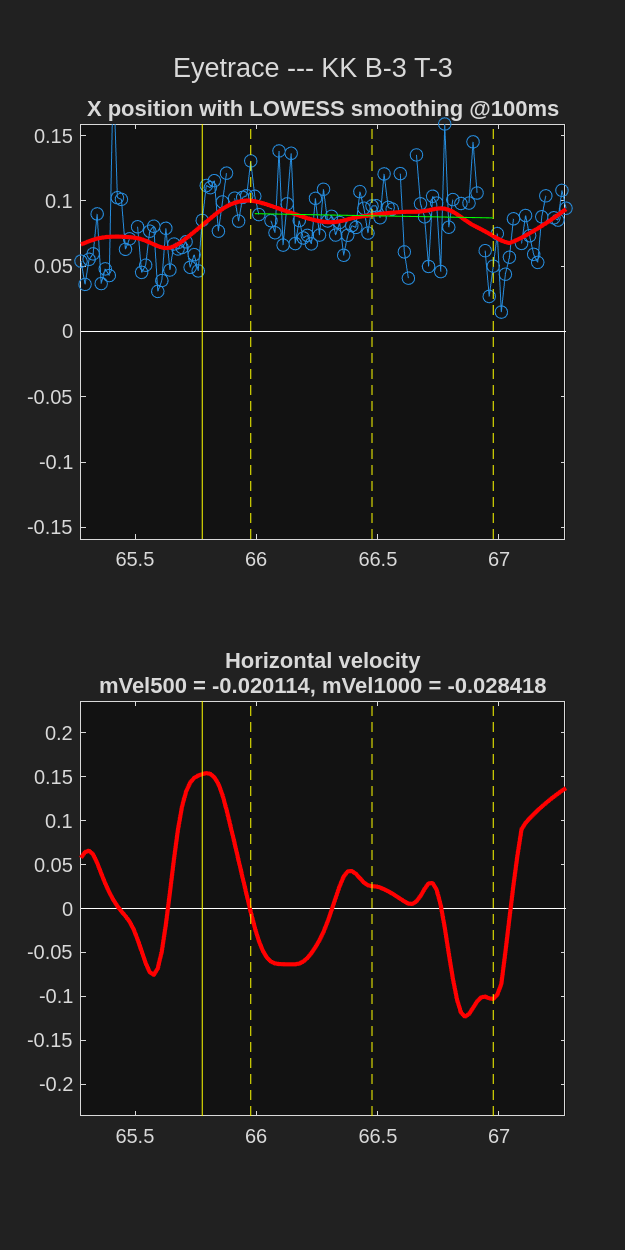 Eyetrace --- KK B-3 T-3
X position with LOWESS smoothing @100ms
0.15
0.1
0.05
0
-0.05
-0.1
-0.15
65.5 66 66.5 67
Horizontal velocity
mVel500 = -0.020114, mVel1000 = -0.028418
0.2
0.15
0.1
0.05
0
-0.05
-0.1
-0.15
-0.2
65.5 66 66.5 67